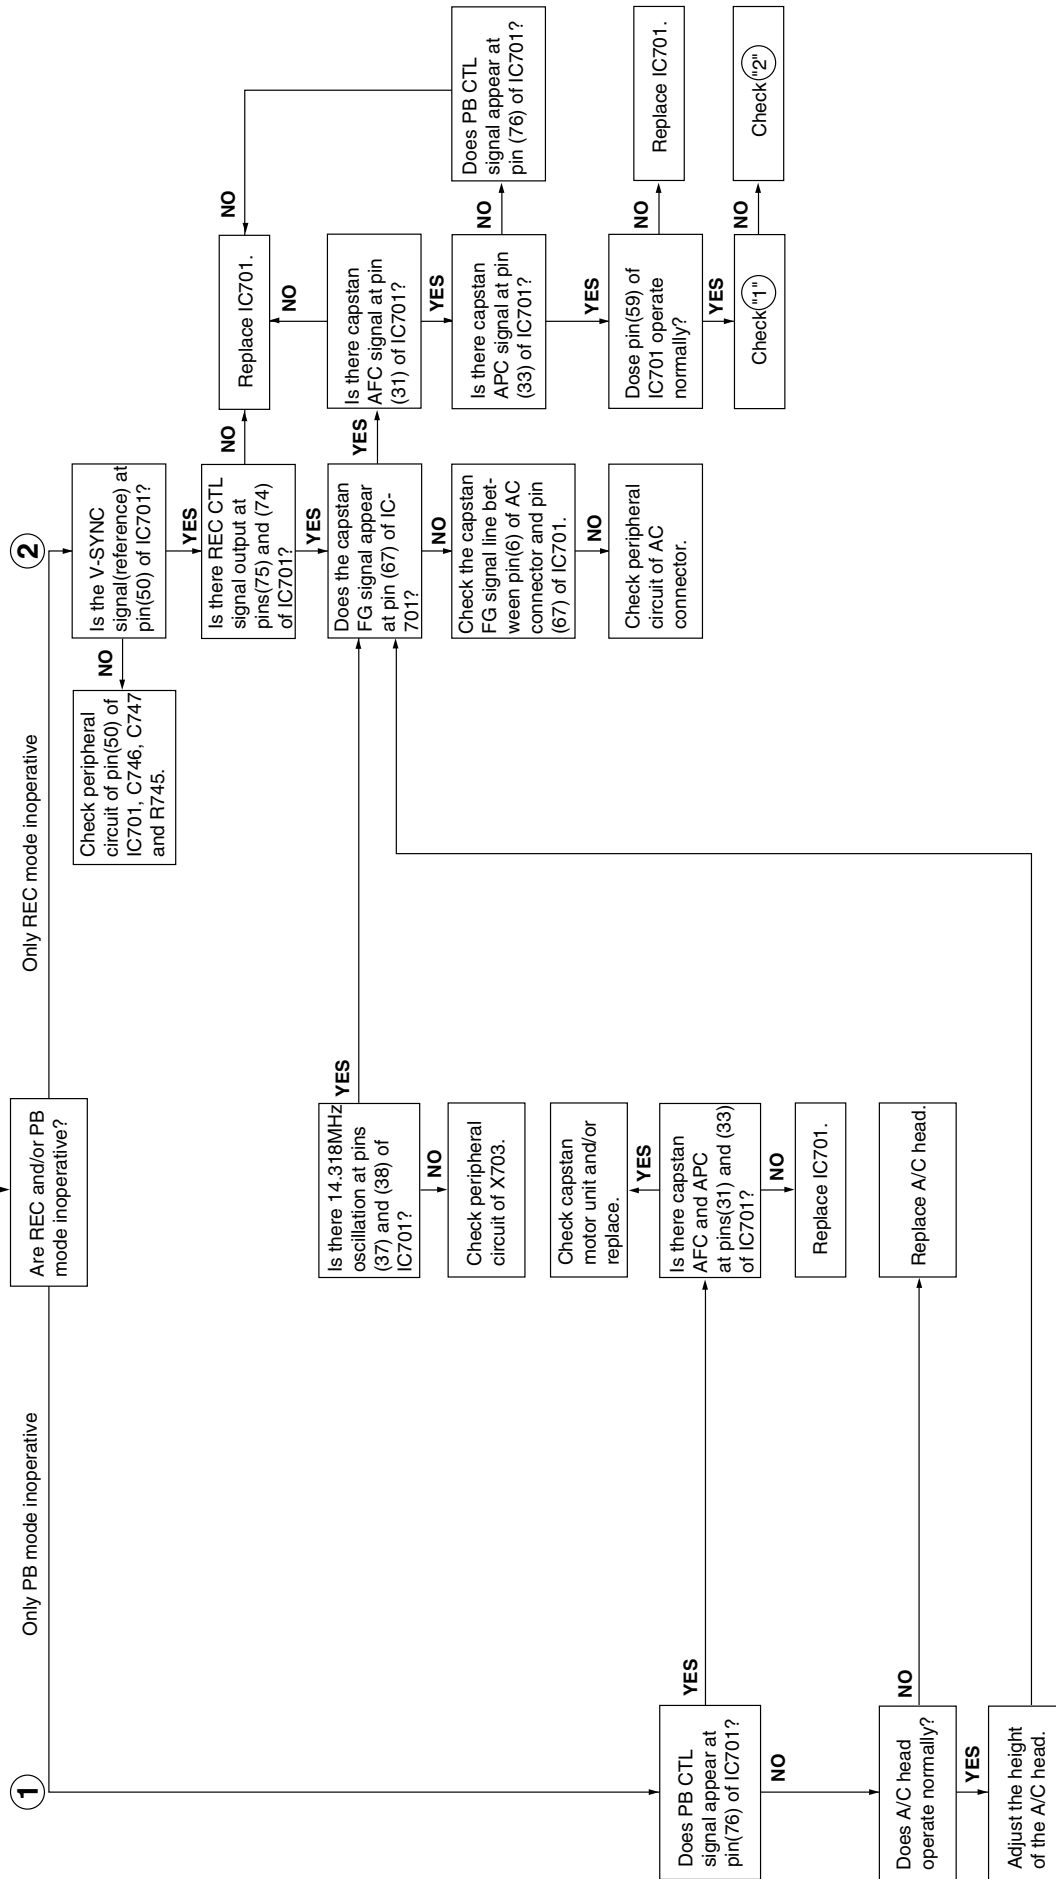 Are REC and/or PB
mode inoperative?
Only PB mode inoperative
Only REC mode inoperative
1
2
Does PB CTL
signal appear at
pin(76) of IC701?
YES
NO
Does A/C head
operate normally?
NO
YES
Adjust the height
of the A/C head.
Is there 14.318MHz
oscillation at pins
(37) and (38) of
IC701?
YES
NO
Check peripheral
circuit of X703.
Check capstan
motor unit and/or
replace.
YES
Is there capstan
AFC and APC
at pins(31) and (33)
of IC701?
NO
Replace IC701.
Replace A/C head.
Check peripheral
circuit of pin(50) of
IC701, C746, C747
and R745.
NO
Is the V-SYNC
signal(reference) at
pin(50) of IC701?
YES
Is there REC CTL
signal output at
pins(75) and (74)
of IC701?
NO
YES
Does the capstan
FG signal appear
at pin (67) of IC-
701?
YES
NO
Check the capstan
FG signal line bet-
ween pin(6) of AC
connector and pin
(67) of IC701.
NO
Check peripheral
circuit of AC
connector.
Replace IC701.
NO
NO
Is there capstan
AFC signal at pin
(31) of IC701?
YES
Is there capstan
APC signal at pin
(33) of IC701?
NO
YES
Does PB CTL
signal appear at
pin (76) of IC701?
Dose pin(59) of
IC701 operate
normally?
NO
YES
Replace IC701.
Check "1"
NO
Check "2"